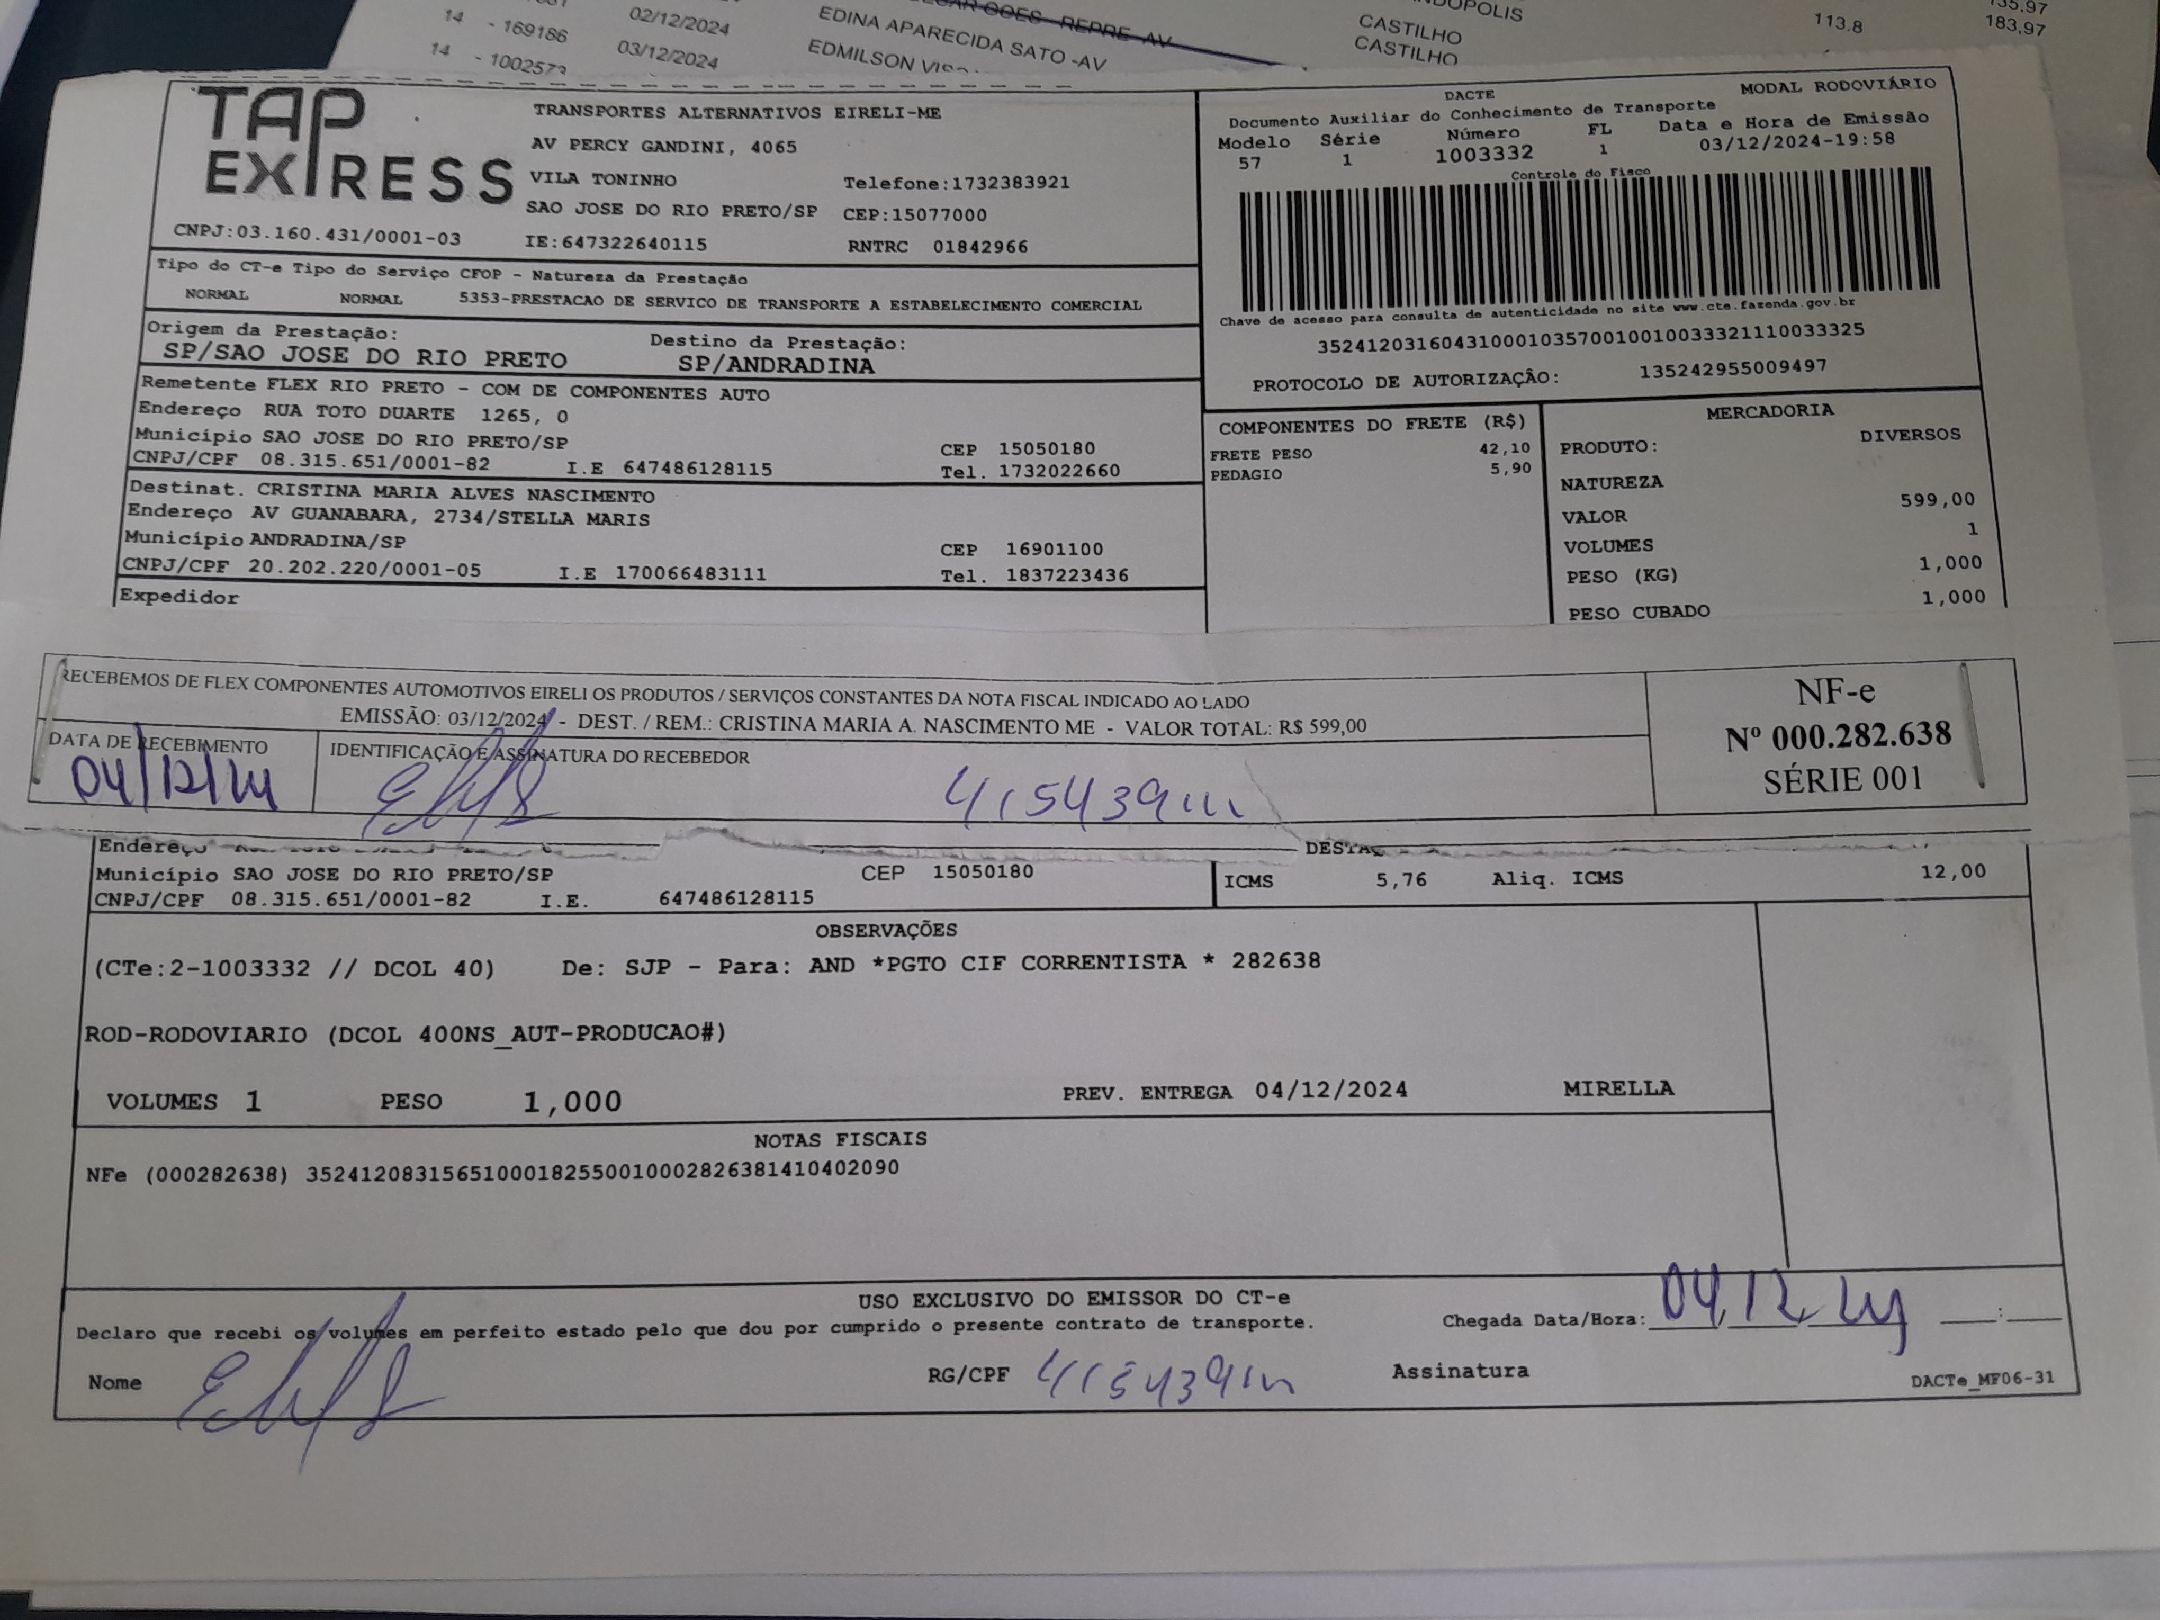 14 - 169186 02/12/2024 EDINA APARECIDA SATO -AV CASTILHO 113.8 183,97
14 - 1002573 03/12/2024 EDMILSON CASTILHO
TAP EXPRESS
TRANSPORTES ALTERNATIVOS EIRELI-ME
AV PERCY GANDINI, 4065
VILA TONINHO Telefone:1732383921
SAO JOSE DO RIO PRETO/SP CEP:15077000
CNPJ:03.160.431/0001-03 IE:647322640115 RNTRC 01842966
DACTE MODAL RODOVIÁRIO
Documento Auxiliar do Conhecimento de Transporte
Modelo Série Número FL Data e Hora de Emissão
57 1 1003332 1 03/12/2024-19:58
Controle do Fisco
Chave de acesso para consulta de autenticidade no site www.cte.fazenda.gov.br
35241203160431000103570010010033321110033325
PROTOCOLO DE AUTORIZAÇÃO: 135242955009497
Tipo do CT-e Tipo do Serviço CFOP - Natureza da Prestação
NORMAL NORMAL 5353-PRESTACAO DE SERVICO DE TRANSPORTE A ESTABELECIMENTO COMERCIAL
Origem da Prestação: Destino da Prestação:
SP/SAO JOSE DO RIO PRETO SP/ANDRADINA
Remetente FLEX RIO PRETO - COM DE COMPONENTES AUTO
Endereço RUA TOTO DUARTE 1265, 0
Município SAO JOSE DO RIO PRETO/SP CEP 15050180
CNPJ/CPF 08.315.651/0001-82 I.E 647486128115 Tel. 1732022660
Destinat. CRISTINA MARIA ALVES NASCIMENTO
Endereço AV GUANABARA, 2734/STELLA MARIS
Município ANDRADINA/SP CEP 16901100
CNPJ/CPF 20.202.220/0001-05 I.E 170066483111 Tel. 1837223436
Expedidor
COMPONENTES DO FRETE (R$)
FRETE PESO 42,10
PEDAGIO 5,90
MERCADORIA
PRODUTO: DIVERSOS
NATUREZA
VALOR 599,00
VOLUMES 1
PESO (KG) 1,000
PESO CUBADO 1,000
RECEBEMOS DE FLEX COMPONENTES AUTOMOTIVOS EIRELI OS PRODUTOS / SERVIÇOS CONSTANTES DA NOTA FISCAL INDICADO AO LADO
EMISSÃO: 03/12/2024 - DEST. / REM.: CRISTINA MARIA A. NASCIMENTO ME - VALOR TOTAL: R$ 599,00
DATA DE RECEBIMENTO IDENTIFICAÇÃO E ASSINATURA DO RECEBEDOR
04/12/24
NF-e
Nº 000.282.638
SÉRIE 001
Endereço
Município SAO JOSE DO RIO PRETO/SP CEP 15050180
CNPJ/CPF 08.315.651/0001-82 I.E. 647486128115
ICMS 5,76 Aliq. ICMS 12,00
OBSERVAÇÕES
(CTe:2-1003332 // DCOL 40) De: SJP - Para: AND *PGTO CIF CORRENTISTA * 282638
ROD-RODOVIARIO (DCOL 400NS_AUT-PRODUCAO#)
VOLUMES 1 PESO 1,000 PREV. ENTREGA 04/12/2024 MIRELLA
NOTAS FISCAIS
NFe (000282638) 35241208315651000182550010002826381410402090
USO EXCLUSIVO DO EMISSOR DO CT-e
Declaro que recebi os volumes em perfeito estado pelo que dou por cumprido o presente contrato de transporte.
Chegada Data/Hora: 04 12 24 :
Nome RG/CPF Assinatura
DACTe_MF06-31